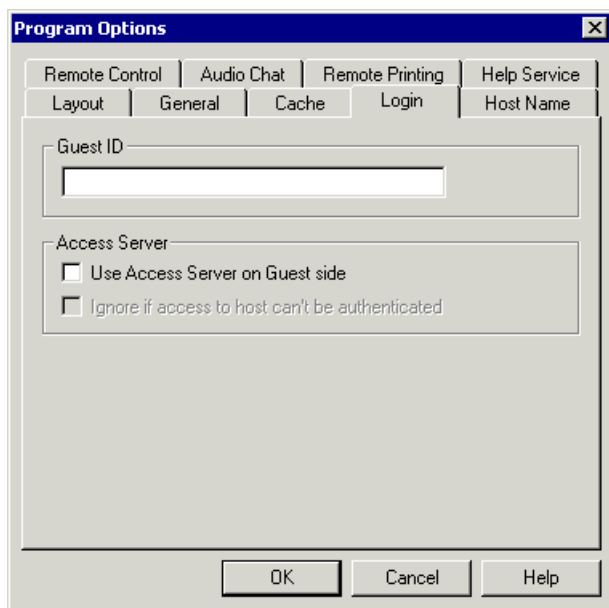 Program Options
Remote Control Audio Chat Remote Printing Help Service
Layout General Cache Login Host Name
Guest ID
Access Server
Use Access Server on Guest side
Ignore if access to host can't be authenticated
OK Cancel Help